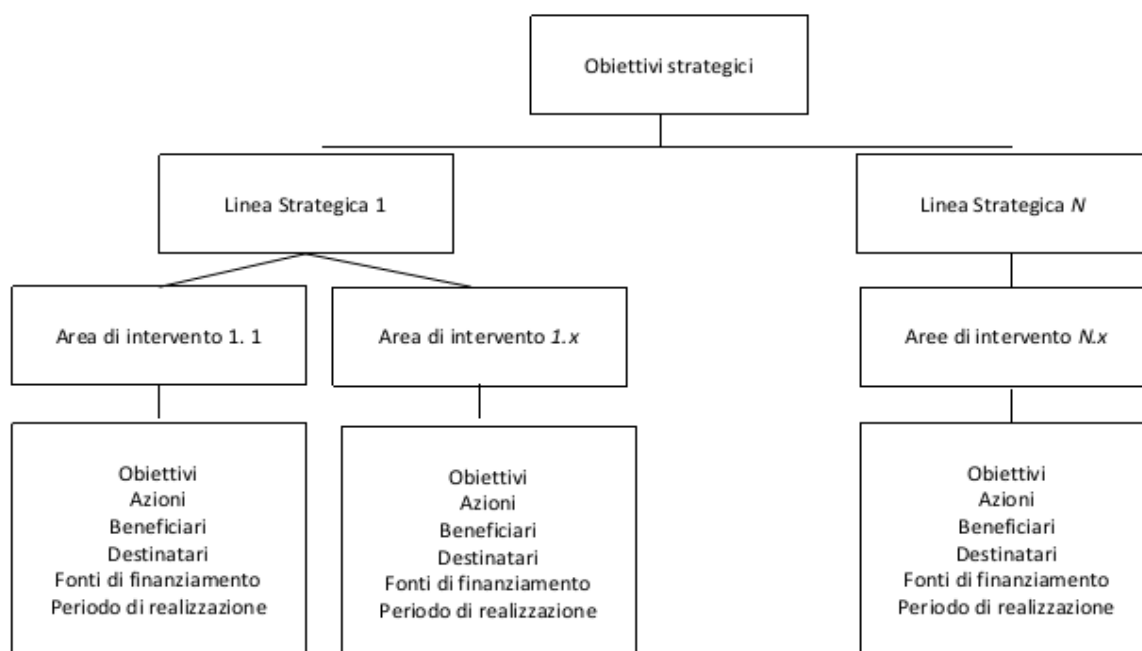 Obiettivi strategici
Linea Strategica 1
Linea Strategica N
Area di intervento 1. 1
Area di intervento 1.x
Aree di intervento N.x
Obiettivi
Azioni
Beneficiari
Destinatari
Fonti di finanziamento
Periodo di realizzazione
Obiettivi
Azioni
Beneficiari
Destinatari
Fonti di finanziamento
Periodo di realizzazione
Obiettivi
Azioni
Beneficiari
Destinatari
Fonti di finanziamento
Periodo di realizzazione